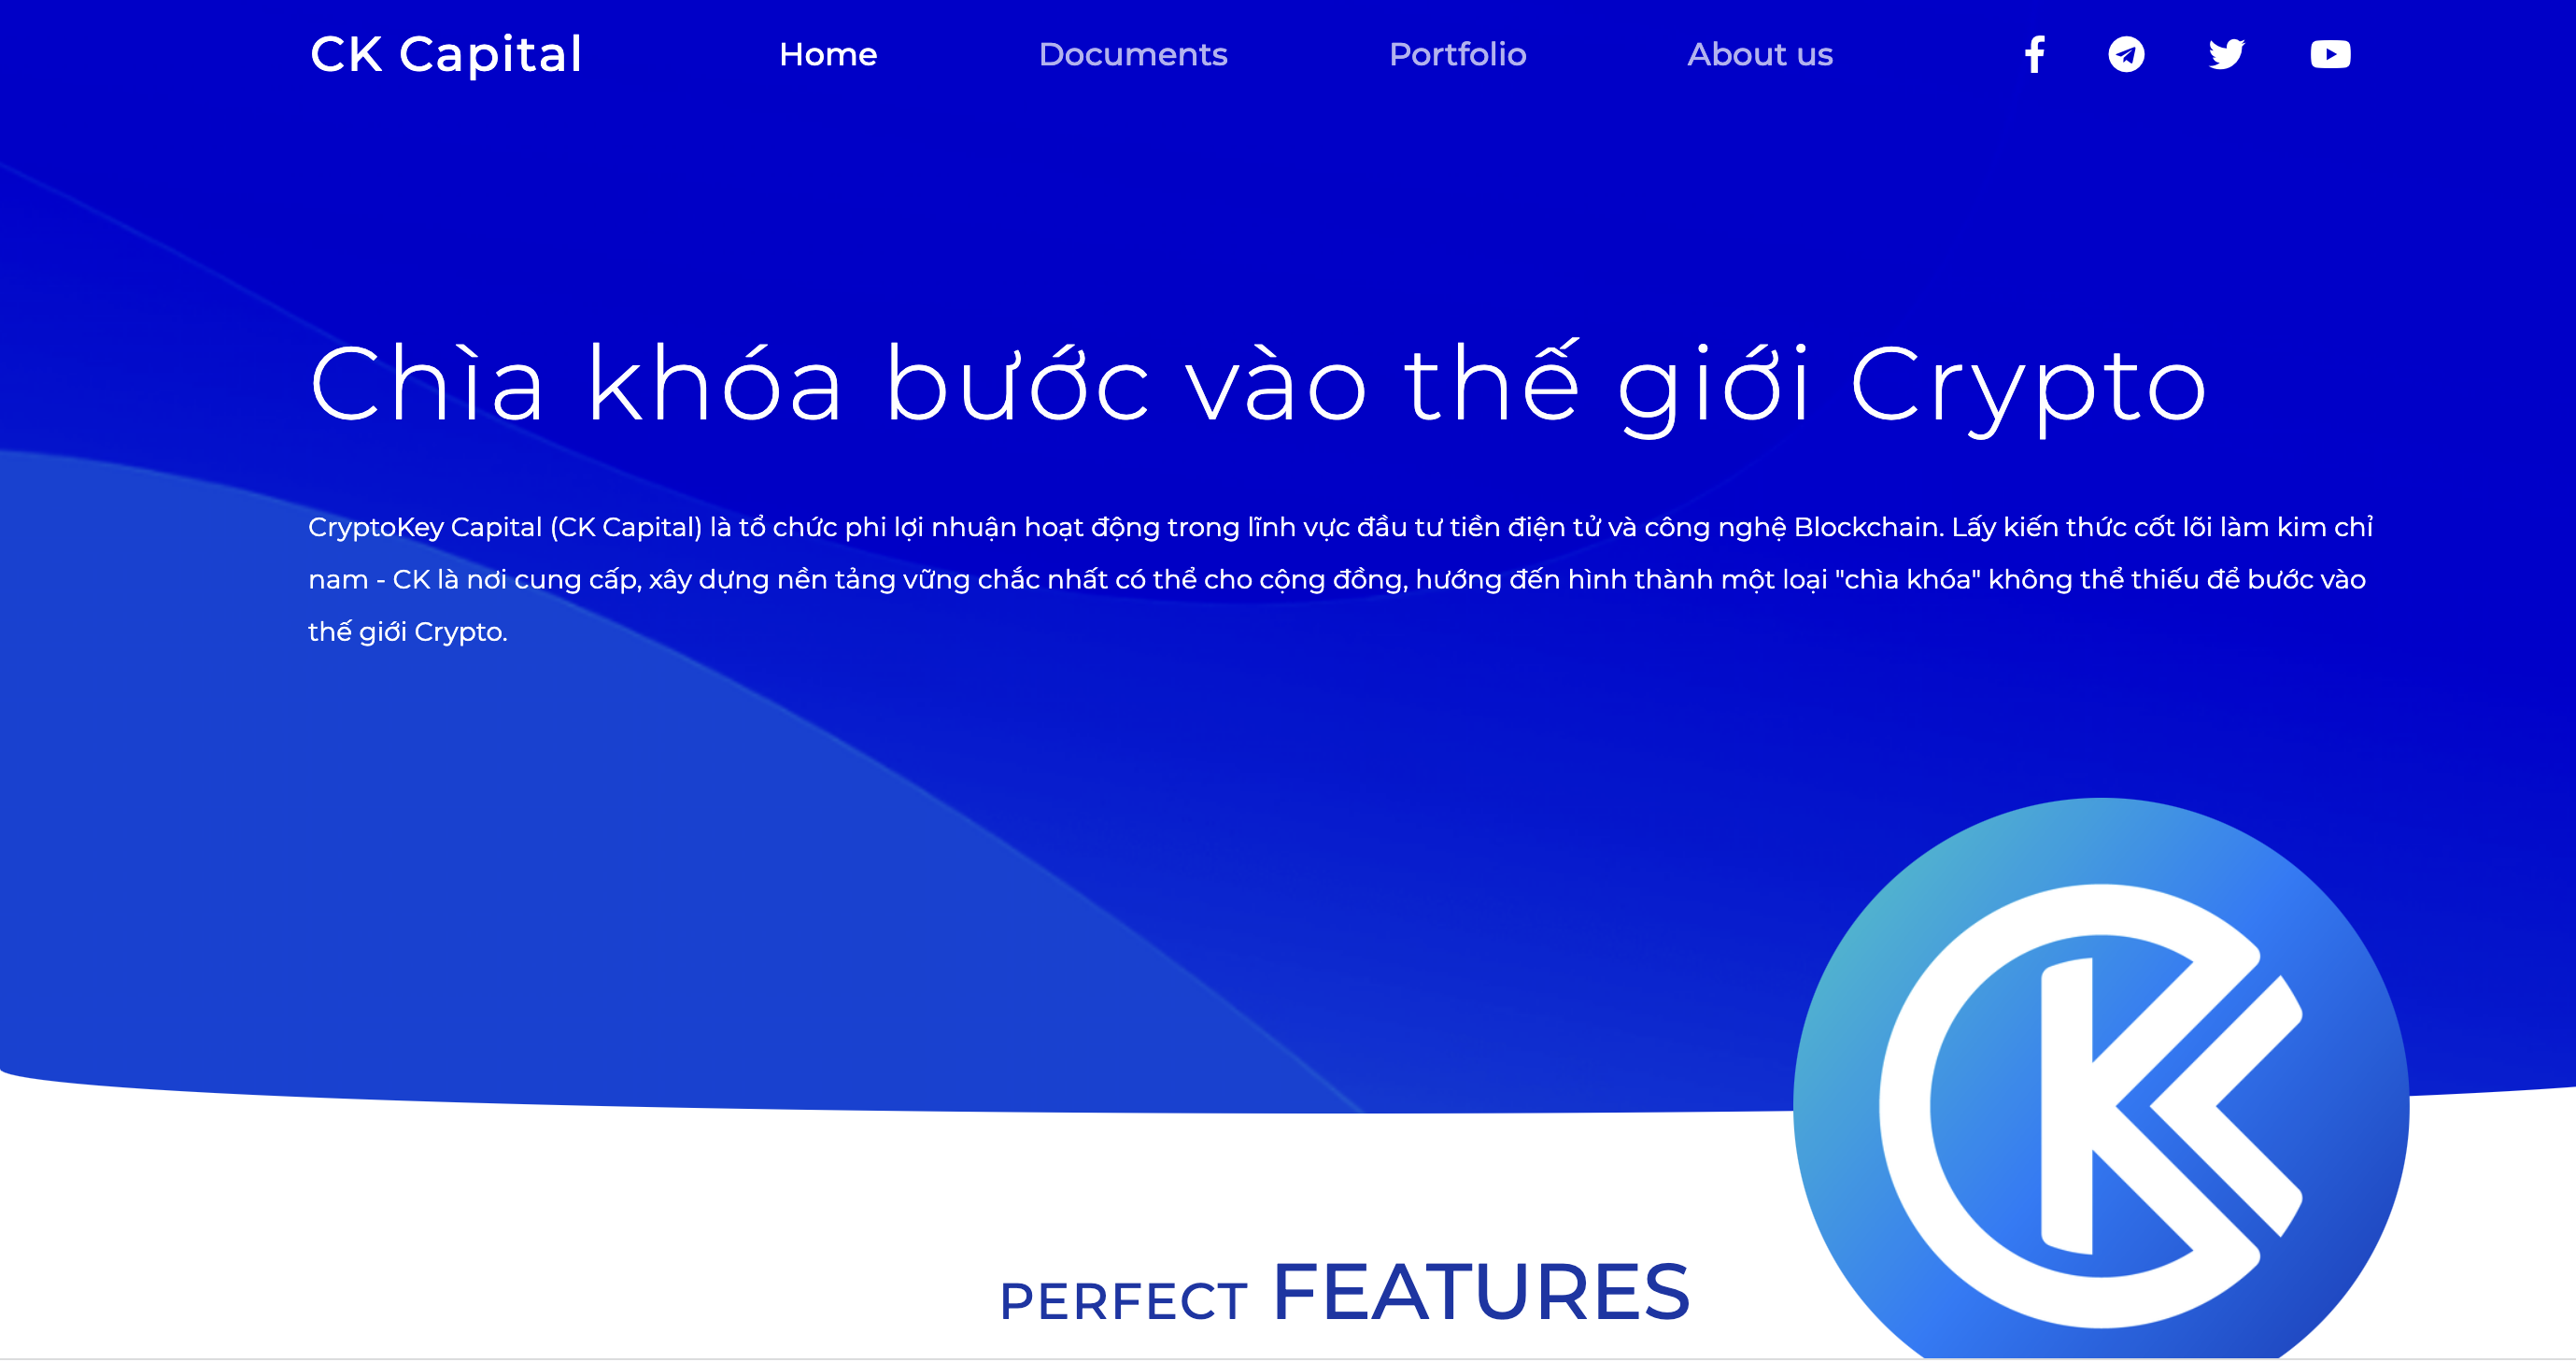 CK Capital Home Documents Portfolio About us
Chìa khóa bước vào thế giới Crypto
CryptoKey Capital (CK Capital) là tổ chức phi lợi nhuận hoạt động trong lĩnh vực đầu tư tiền điện tử và công nghệ Blockchain. Lấy kiến thức cốt lõi làm kim chỉ
nam - CK là nơi cung cấp, xây dựng nền tảng vững chắc nhất có thể cho cộng đồng, hướng đến hình thành một loại "chìa khóa" không thể thiếu để bước vào
thế giới Crypto.
CK
PERFECT FEATURES